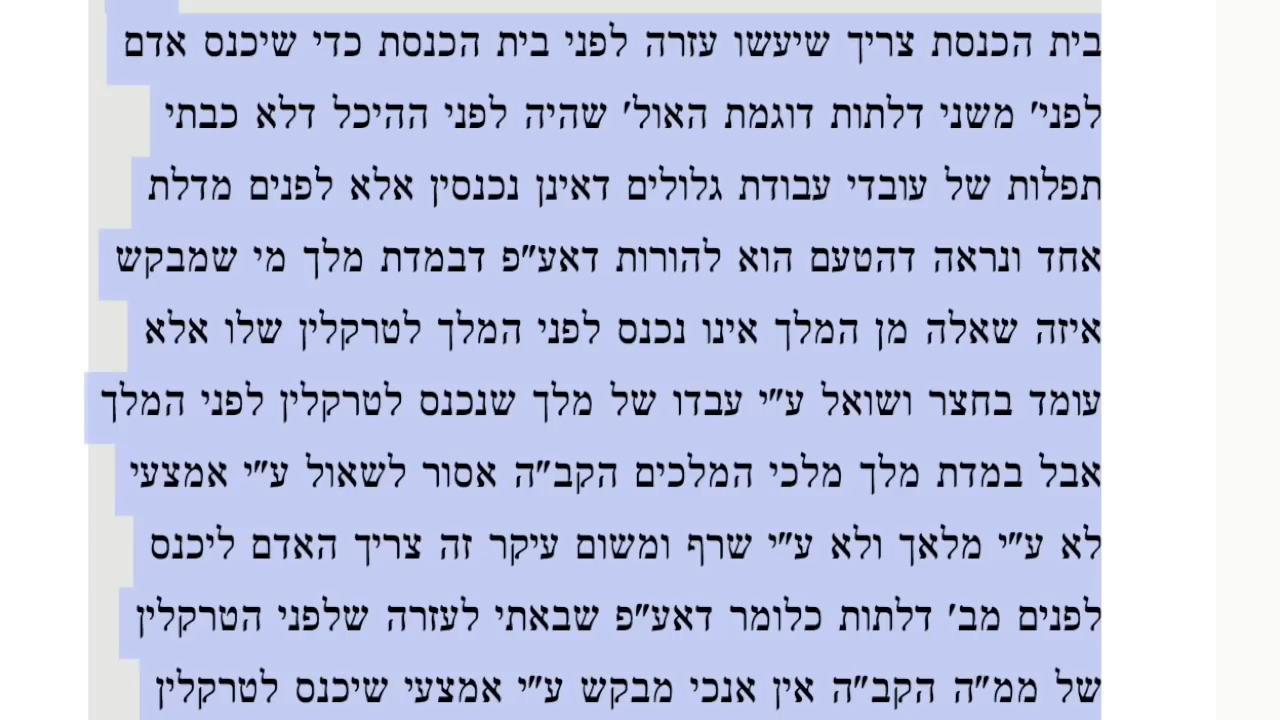 בית הכנסת צריך שיעשו עזרה לפני בית הכנסת כדי שיכנס אדם
לפני' משני דלתות דוגמת האול' שהיה לפני ההיכל דלא כבתי
תפלות של עובדי עבודת גלולים דאינן נכנסין אלא לפנים מדלת
אחד ונראה דהטעם הוא להורות דאע"פ דבמדת מלך מי שמבקש
איזה שאלה מן המלך אינו נכנס לפני המלך לטרקלין שלו אלא
עומד בחצר ושואל ע"י עבדו של מלך שנכנס לטרקלין לפני המלך
אבל במדת מלך מלכי המלכים הקב"ה אסור לשאול ע"י אמצעי
לא ע"י מלאך ולא ע"י שרף ומשום עיקר זה צריך האדם ליכנס
לפנים מב' דלתות כלומר דאע"פ שבאתי לעזרה שלפני הטרקלין
של ממ"ה הקב"ה אין אנכי מבקש ע"י אמצעי שיכנס לטרקלין